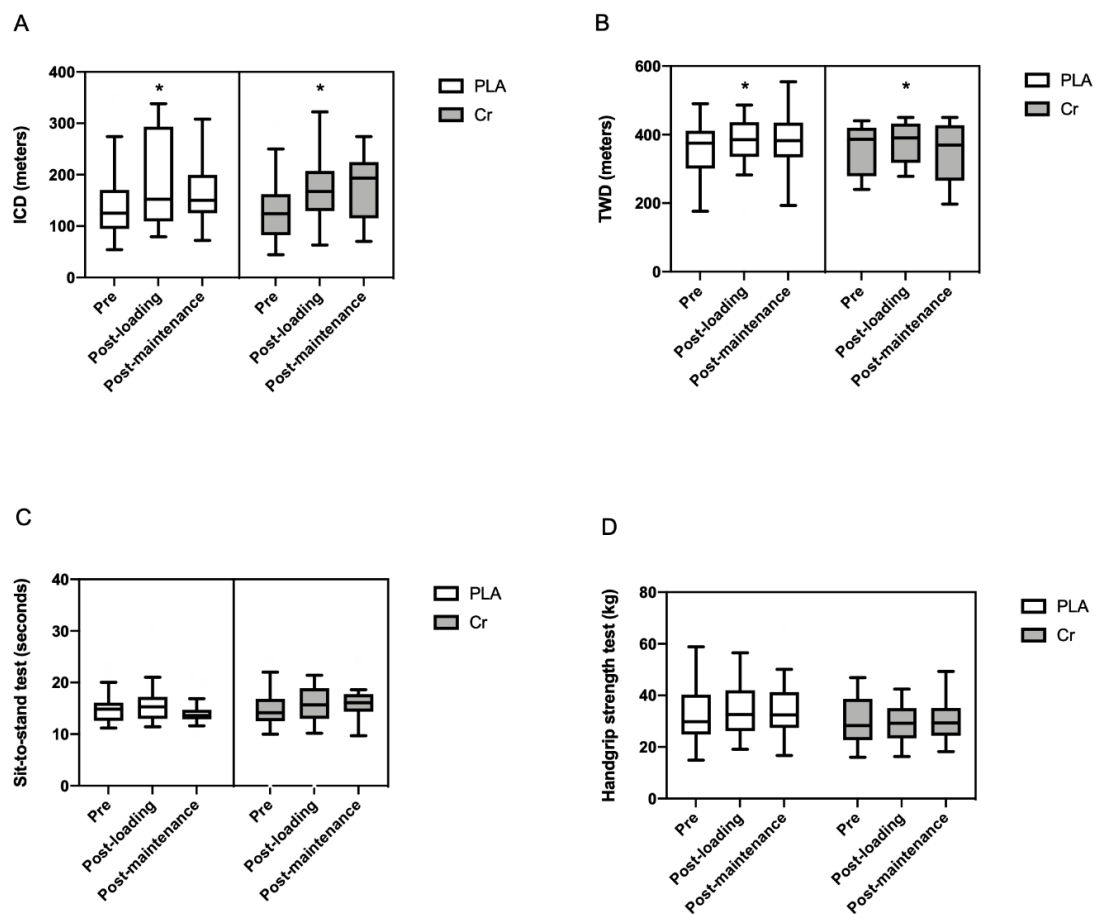 A
ICD (meters)
400
300
200
100
0
*
*
PLA
Cr
Pre
Post-loading
Post-maintenance
Pre
Post-loading
Post-maintenance
B
TWD (meters)
600
400
200
0
*
*
PLA
Cr
Pre
Post-loading
Post-maintenance
Pre
Post-loading
Post-maintenance
C
Sit-to-stand test (seconds)
40
30
20
10
0
PLA
Cr
Pre
Post-loading
Post-maintenance
Pre
Post-loading
Post-maintenance
D
Handgrip strength test (kg)
80
60
40
20
0
PLA
Cr
Pre
Post-loading
Post-maintenance
Pre
Post-loading
Post-maintenance